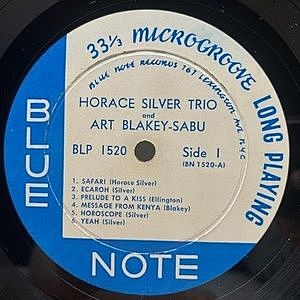 33 1/3 MICROGROOVE LONG PLAYING
BLUE NOTE RECORDS 767 LEXINGTON AVE N.Y.C.
HORACE SILVER TRIO
and
ART BLAKEY-SABU
BLP 1520 Side 1
(BN 1520-A)
1. SAFARI (Horace Silver)
2. ECAROH (Silver)
3. PRELUDE TO A KISS (Ellington)
4. MESSAGE FROM KENYA (Blakey)
5. HOROSCOPE (Silver)
6. YEAH (Silver)
BLUE
NOTE